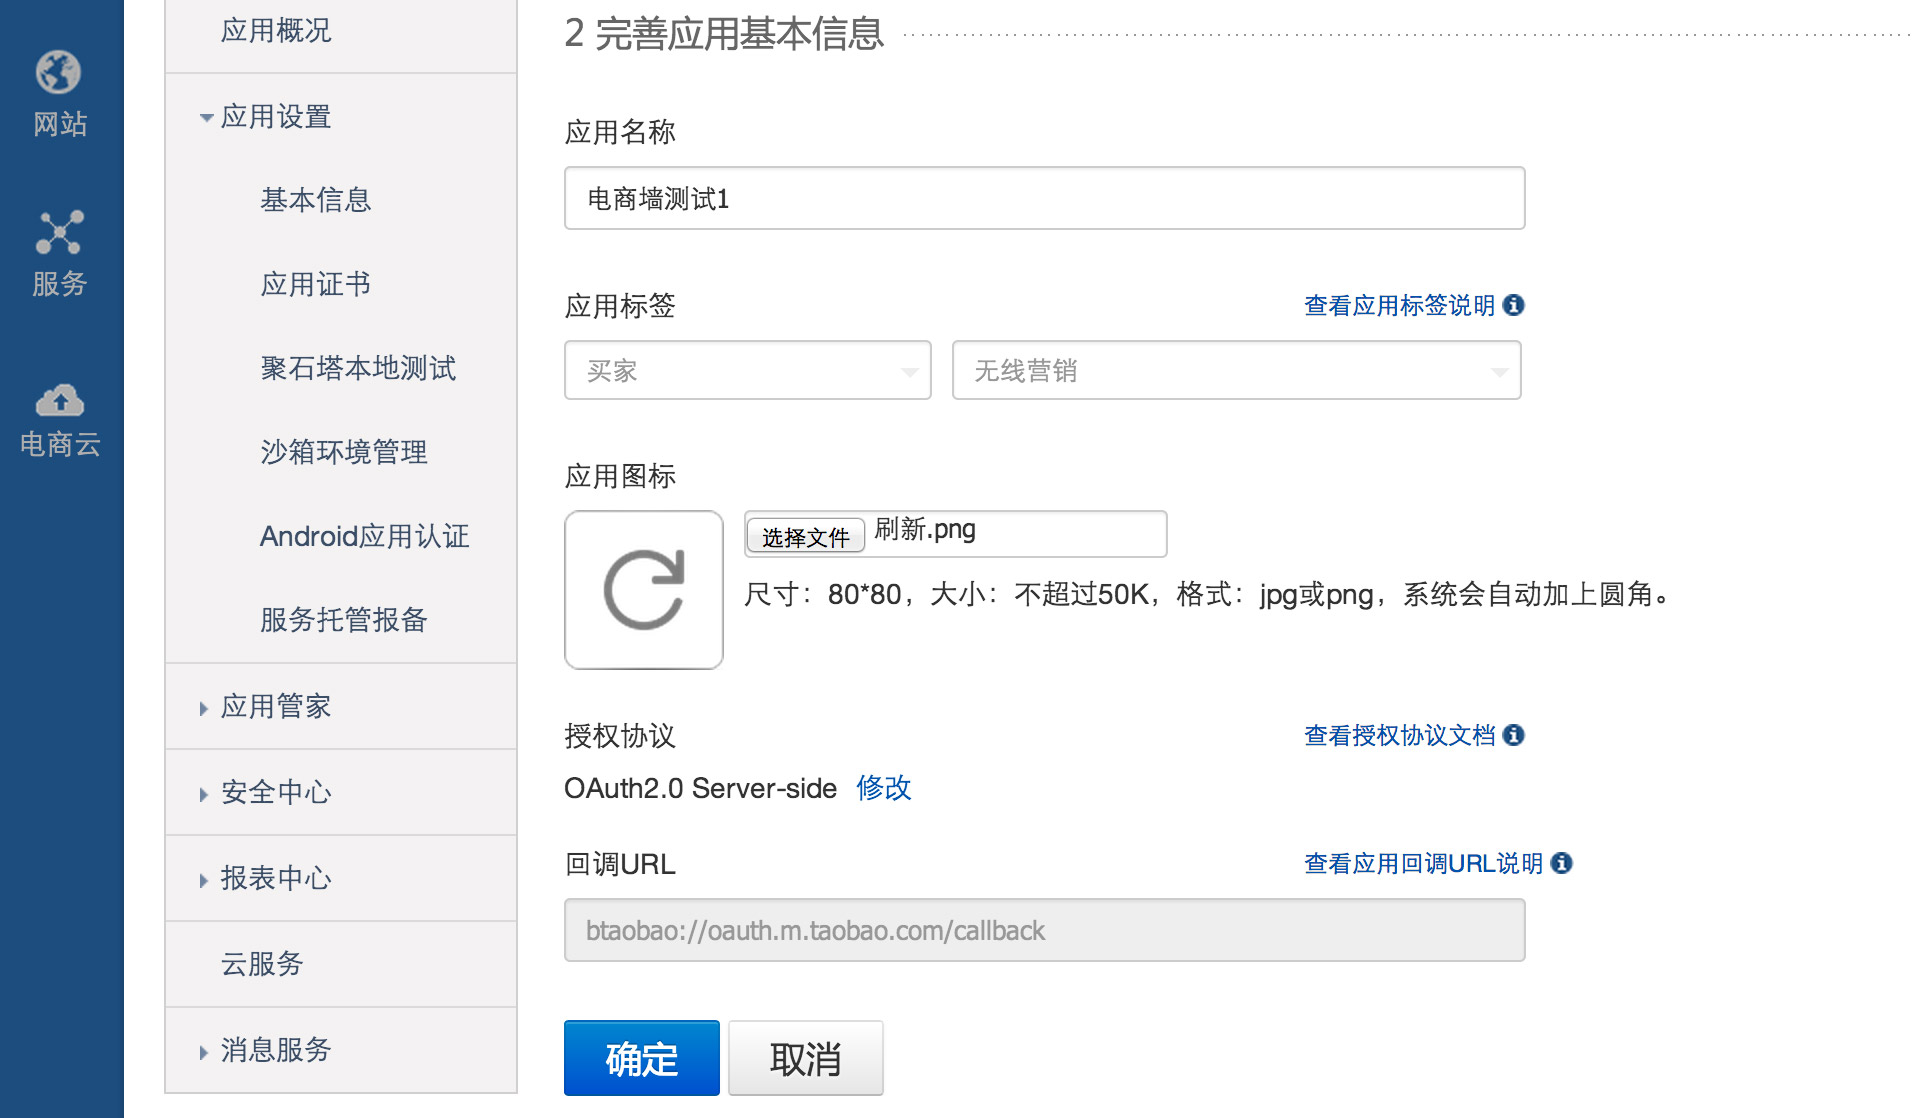 网站
服务
电商云
应用概况
应用设置
基本信息
应用证书
聚石塔本地测试
沙箱环境管理
Android应用认证
服务托管报备
应用管家
安全中心
报表中心
云服务
消息服务
2 完善应用基本信息
应用名称
电商墙测试1
应用标签
查看应用标签说明
买家
无线营销
应用图标
选择文件 刷新.png
尺寸：80*80，大小：不超过50K，格式：jpg或png，系统会自动加上圆角。
授权协议
查看授权协议文档
OAuth2.0 Server-side 修改
回调URL
查看应用回调URL说明
btaobao://oauth.m.taobao.com/callback
确定
取消